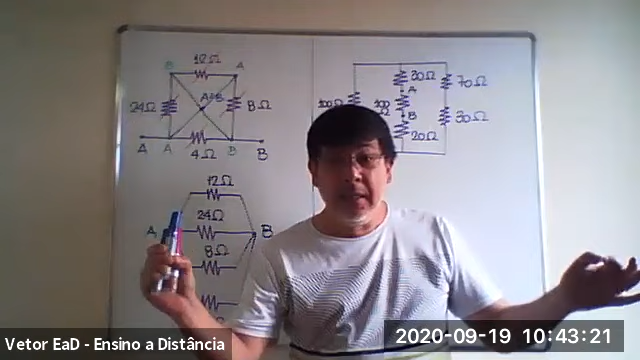 12Ω
B A
24Ω
A=B
8Ω
A A
4Ω
B B
12Ω
24Ω
A B
8Ω
30Ω
70Ω
A
B
30Ω
20Ω
Vetor EaD - Ensino a Distância
2020-09-19 10:43:21